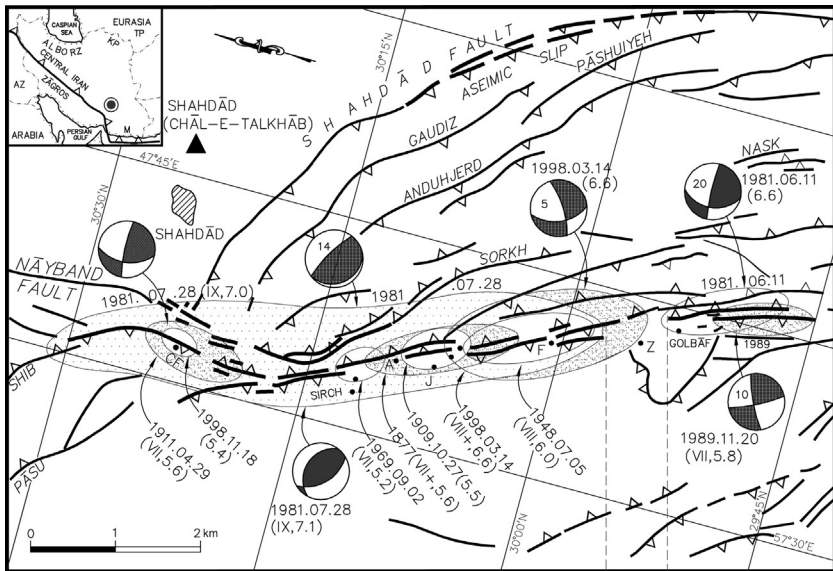 CASPIAN
SEA
EURASIA
TP
KP
ALBORZ
CENTRAL IRAN
ZĀGROS
AZ
ARABIA
PERSIAN
GULF
M
SHAHDĀD
(CHĀL-E-TALKHĀB)
SHAHDĀD FAULT
30°15'N
ASEIMIC SLIP
PĀSHUIYEH
GAUDIZ
ANDUHJERD
NASK
47°45'E
30°30'N
SHAHDĀD
1998.03.14
(6.6)
5
20
1981.06.11
(6.6)
14
SORKH
NĀYBAND
FAULT
1981.07.28 (IX,7.0)
1981
.07.28
1981.06.11
CF
SIRCH
A
J
F
Z
GOLBĀF
1989
SHIB
PĀSU
1911.04.29
(VII,5.6)
1998.11.18
(5.4)
1981.07.28
(IX,7.1)
1969.09.02
(VII,5.2)
1877(VII+,5.6)
1909.10.27(5.5)
1998.03.14
(VIII+,6.6)
1948.07.05
(VIII,6.0)
10
1989.11.20
(VII,5.8)
30°00'N
29°45'N
57°30'E
0 1 2 km